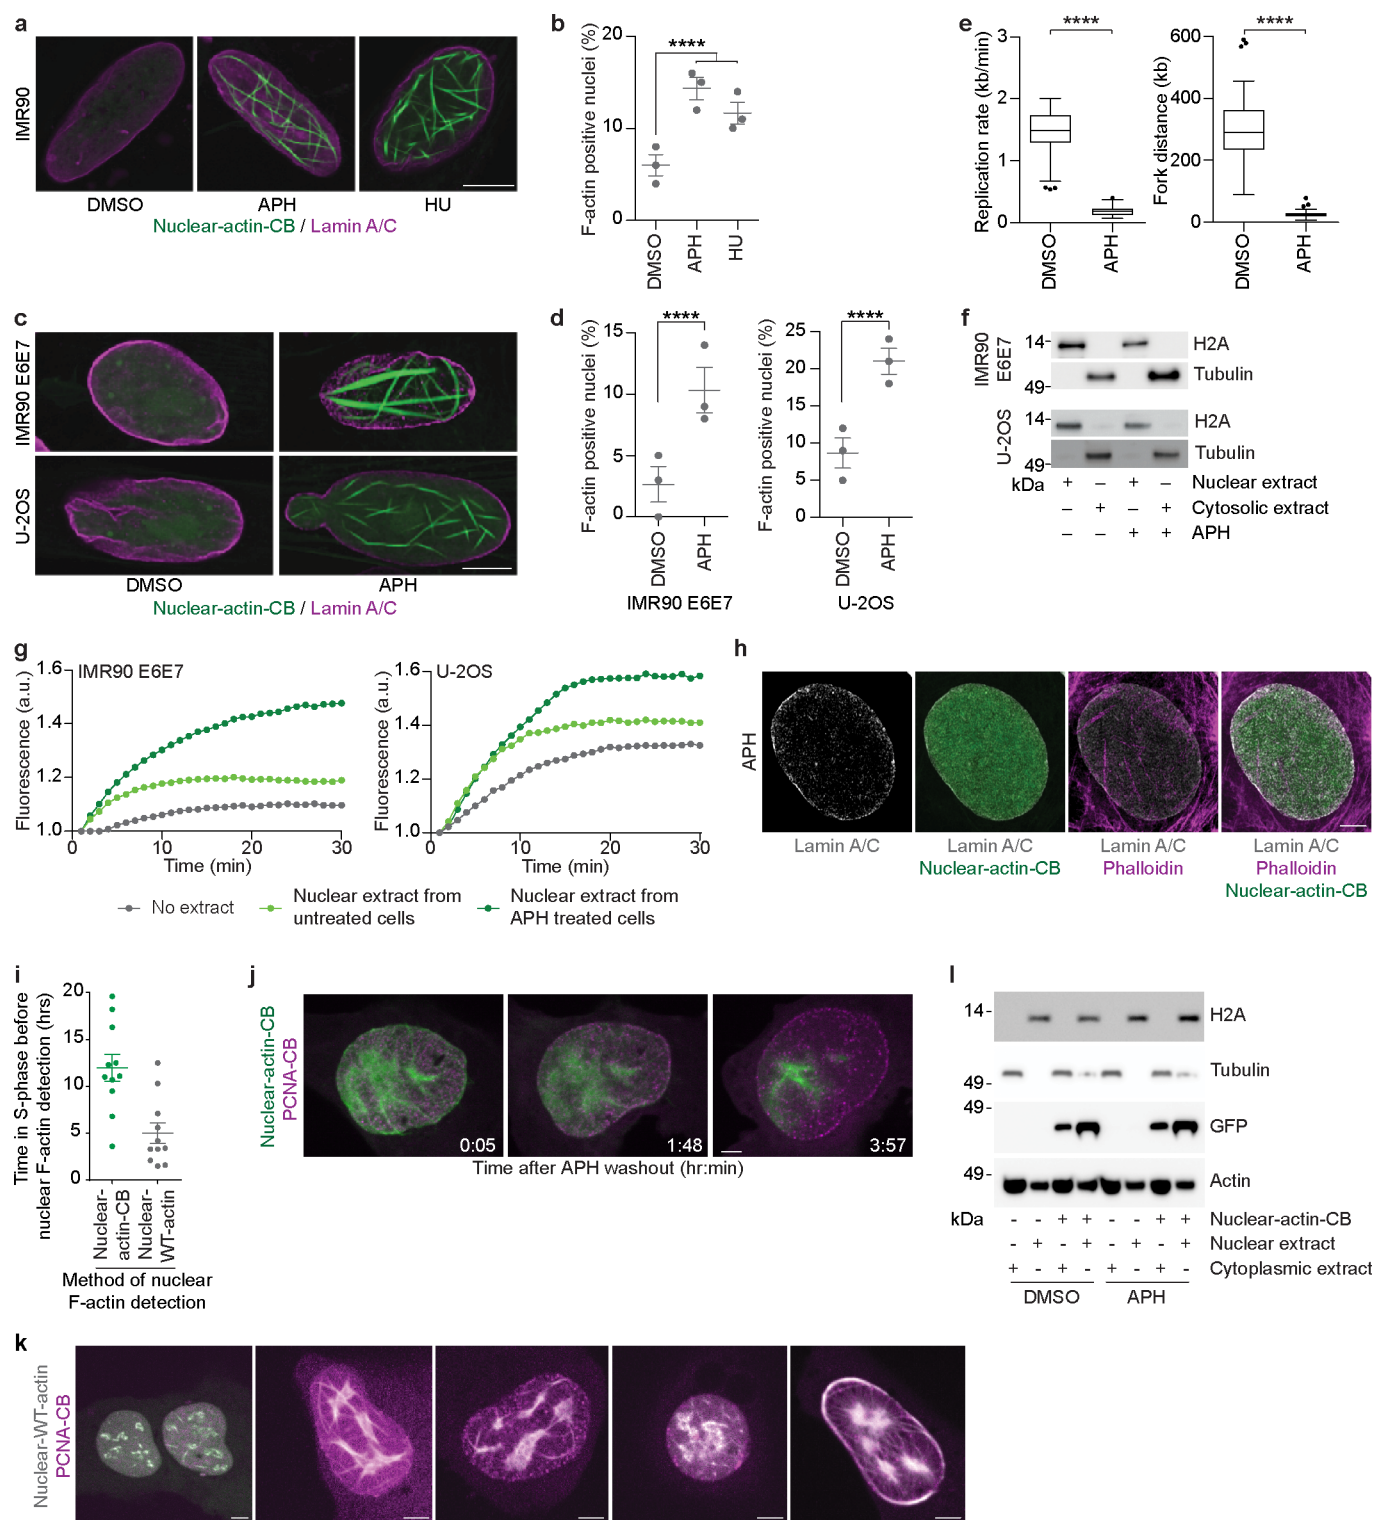 a
IMR90
DMSO
APH
HU
Nuclear-actin-CB / Lamin A/C
b
F-actin positive nuclei (%)
20
10
0
****
DMSO
APH
HU
e
Replication rate (kb/min)
3
2
1
0
****
DMSO
APH
Fork distance (kb)
600
400
200
0
****
DMSO
APH
c
IMR90 E6E7
U-2OS
DMSO
APH
Nuclear-actin-CB / Lamin A/C
d
F-actin positive nuclei (%)
15
10
5
0
****
DMSO
APH
IMR90 E6E7
F-actin positive nuclei (%)
25
20
15
10
5
0
****
DMSO
APH
U-2OS
f
IMR90
E6E7
14-
H2A
49-
Tubulin
U-2OS
14-
H2A
49-
Tubulin
kDa
+ – + – Nuclear extract
– + – + Cytosolic extract
– – + + APH
g
Fluorescence (a.u.)
IMR90 E6E7
1.6
1.4
1.2
1.0
0
10
20
30
Time (min)
Fluorescence (a.u.)
U-2OS
1.6
1.4
1.2
1.0
0
10
20
30
Time (min)
No extract
Nuclear extract from
untreated cells
Nuclear extract from
APH treated cells
h
APH
Lamin A/C
Lamin A/C
Nuclear-actin-CB
Lamin A/C
Phalloidin
Lamin A/C
Phalloidin
Nuclear-actin-CB
i
Time in S-phase before
nuclear F-actin detection (hrs)
20
15
10
5
0
Nuclear-
actin-CB
Nuclear-
WT-actin
Method of nuclear
F-actin detection
j
Nuclear-actin-CB
PCNA-CB
0:05
1:48
3:57
Time after APH washout (hr:min)
l
14-
H2A
49-
Tubulin
49-
GFP
49-
Actin
kDa
- - + + - - + + Nuclear-actin-CB
- + - + - + - + Nuclear extract
+ - + - + - + - Cytoplasmic extract
DMSO
APH
k
Nuclear-WT-actin
PCNA-CB